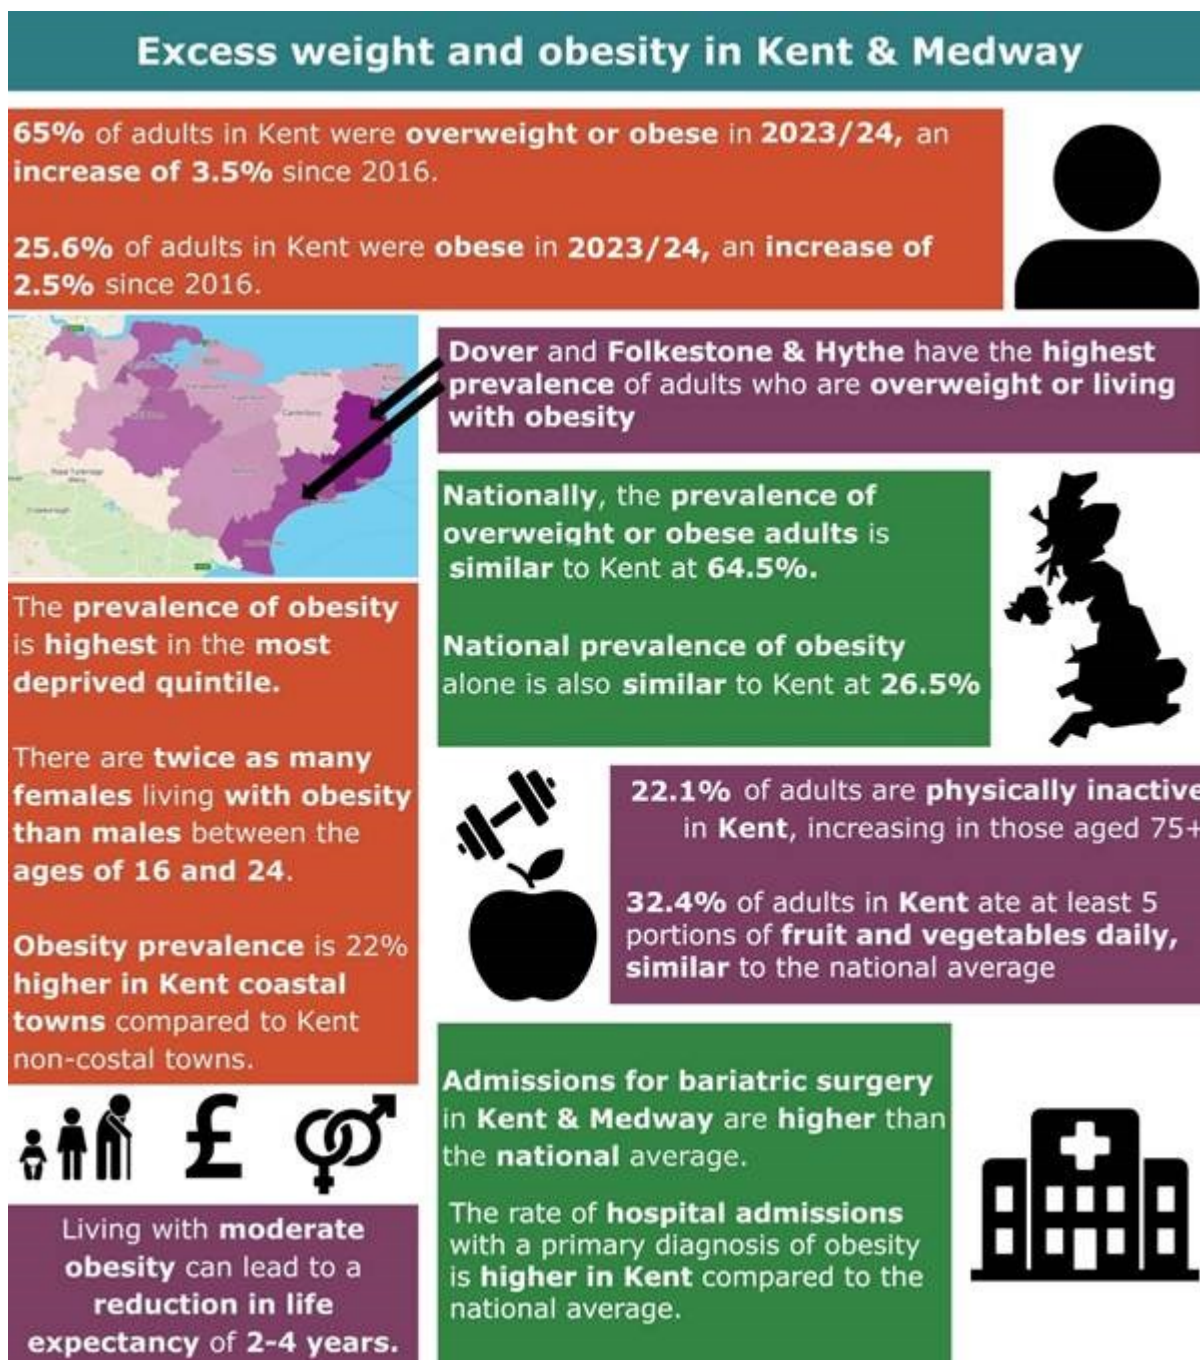 Excess weight and obesity in Kent & Medway
65% of adults in Kent were overweight or obese in 2023/24, an
increase of 3.5% since 2016.
25.6% of adults in Kent were obese in 2023/24, an increase of
2.5% since 2016.
Canterbury
Dover and Folkestone & Hythe have the highest
prevalence of adults who are overweight or living
with obesity
Nationally, the prevalence of
overweight or obese adults is
similar to Kent at 64.5%.
National prevalence of obesity
alone is also similar to Kent at 26.5%
The prevalence of obesity
is highest in the most
deprived quintile.
There are twice as many
females living with obesity
than males between the
ages of 16 and 24.
Obesity prevalence is 22%
higher in Kent coastal
towns compared to Kent
non-costal towns.
22.1% of adults are physically inactive
in Kent, increasing in those aged 75+
32.4% of adults in Kent ate at least 5
portions of fruit and vegetables daily,
similar to the national average
£
Living with moderate
obesity can lead to a
reduction in life
expectancy of 2-4 years.
Admissions for bariatric surgery
in Kent & Medway are higher than
the national average.
The rate of hospital admissions
with a primary diagnosis of obesity
is higher in Kent compared to the
national average.